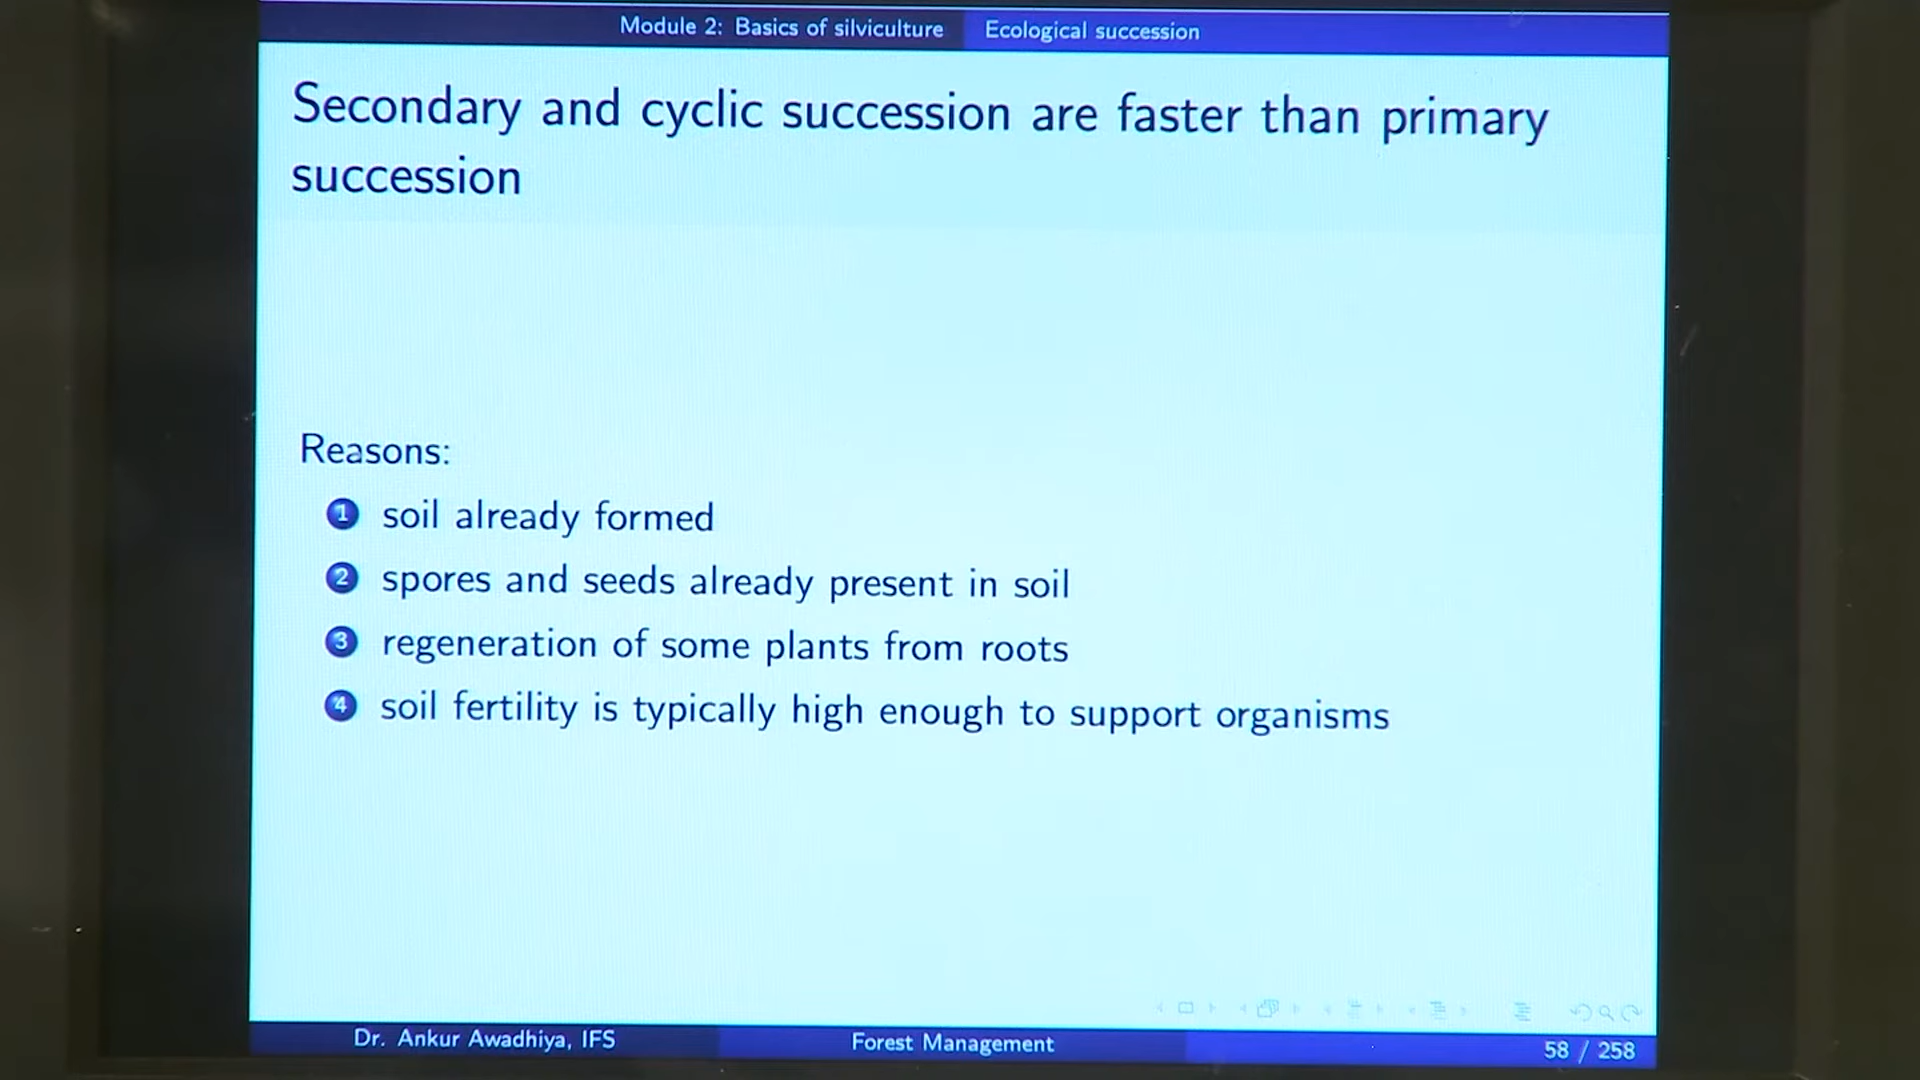 Module 2: Basics of silviculture Ecological succession
Secondary and cyclic succession are faster than primary
succession
Reasons:
1 soil already formed
2 spores and seeds already present in soil
3 regeneration of some plants from roots
4 soil fertility is typically high enough to support organisms
Dr. Ankur Awadhiya, IFS Forest Management 58 / 258